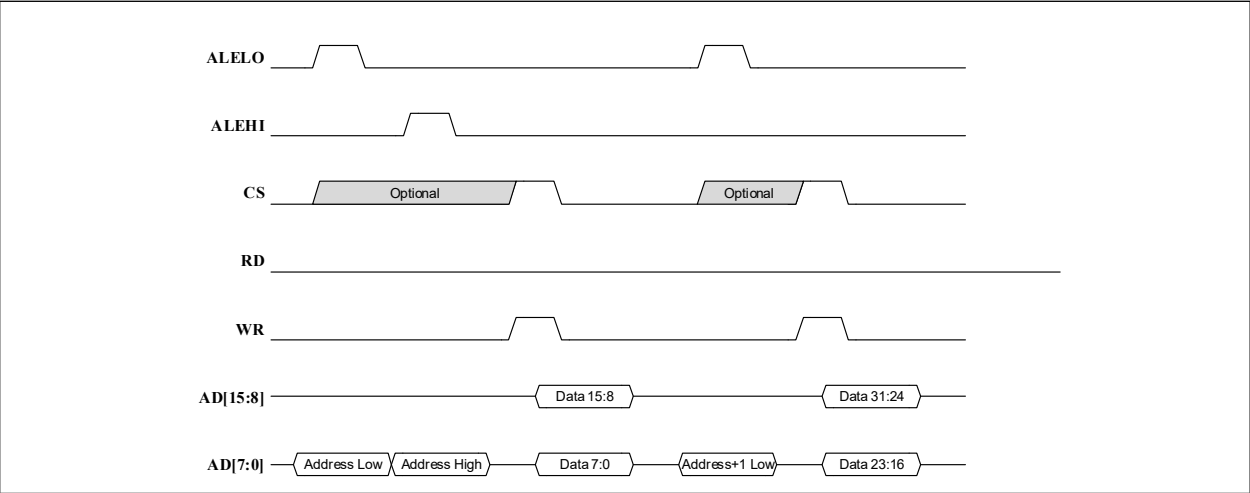 ALELO
ALEHI
CS Optional Optional
RD
WR
AD[15:8] Data 15:8 Data 31:24
AD[7:0] Address Low Address High Data 7:0 Address+1 Low Data 23:16